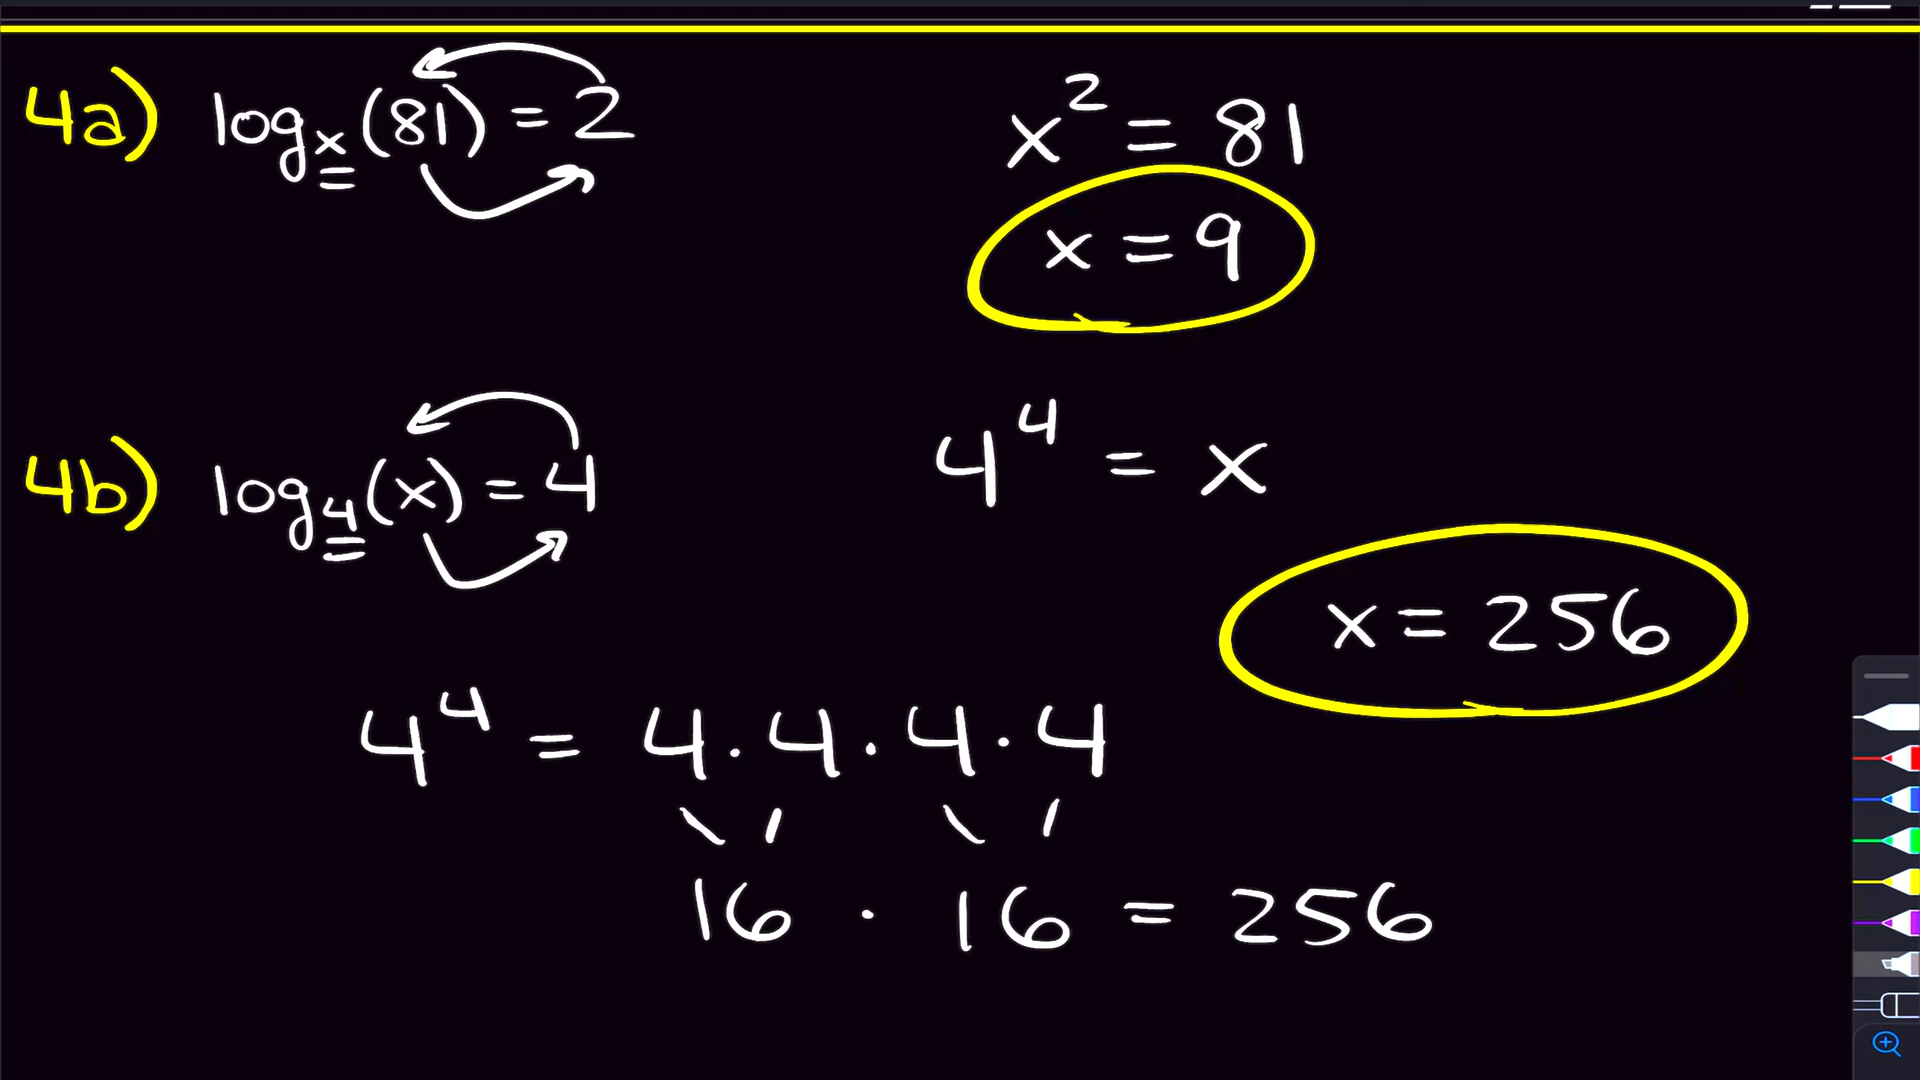 4a) logₓ(81) = 2
x² = 81
x = 9
4b) log₄(x) = 4
4⁴ = x
x = 256
4⁴ = 4 · 4 · 4 · 4
16 · 16 = 256